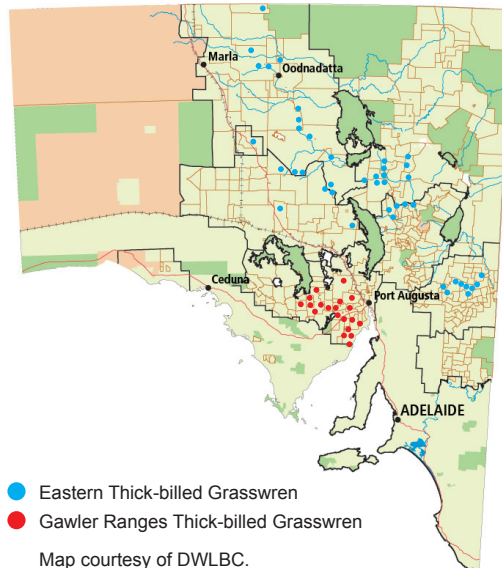 Marla
Oodnadatta
Ceduna
Port Augusta
ADELAIDE
Eastern Thick-billed Grasswren
Gawler Ranges Thick-billed Grasswren
Map courtesy of DWLBC.